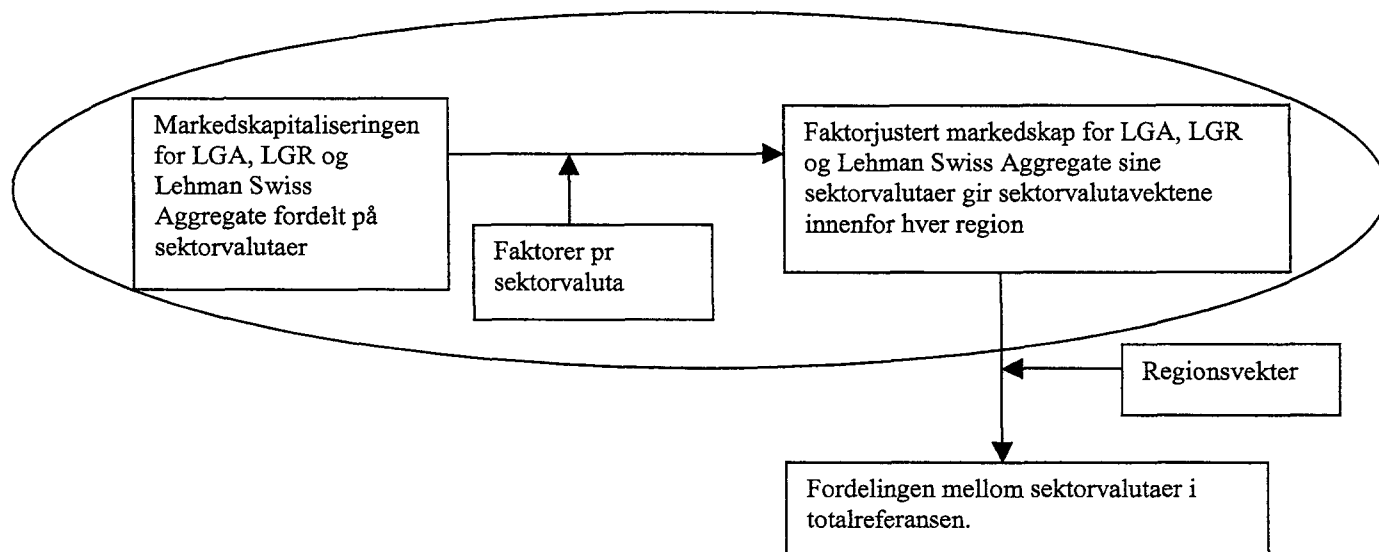 Markedskapitaliseringen
for LGA, LGR og
Lehman Swiss
Aggregate fordelt på
sektorvalutaer
Faktorer pr
sektorvaluta
Faktorjustert markedskap for LGA, LGR
og Lehman Swiss Aggregate sine
sektorvalutaer gir sektorvalutavektene
innenfor hver region
Regionsvekter
Fordelingen mellom sektorvalutaer i
totalreferansen.